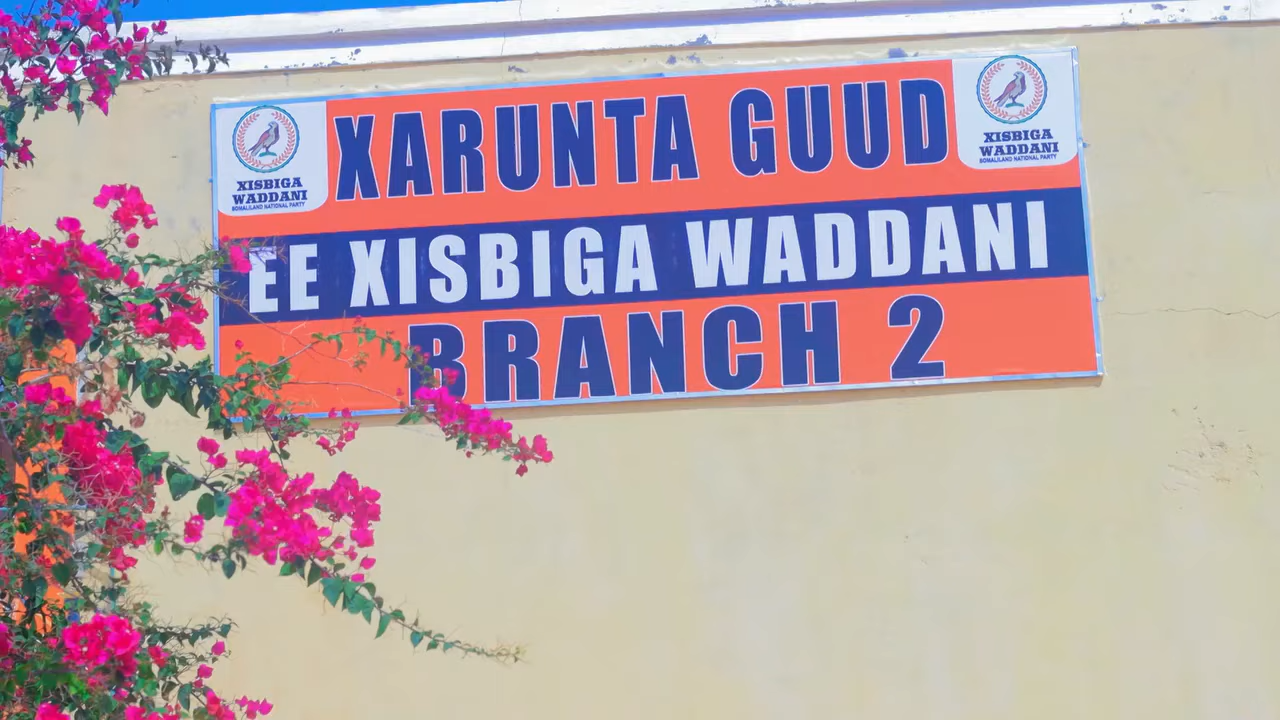 XARUNTA GUUD
EE XISBIGA WADDANI
BRANCH 2
XISBIGA
WADDANI
SOMALILAND NATIONAL PARTY
XISBIGA
WADDANI
SOMALILAND NATIONAL PARTY